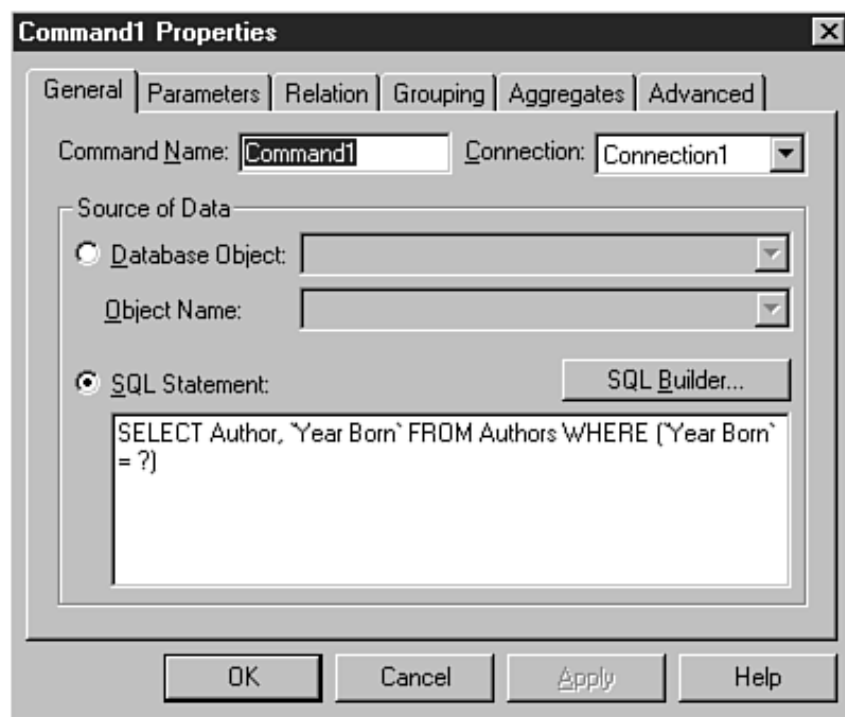 Command1 Properties
General Parameters Relation Grouping Aggregates Advanced
Command Name: Command1 Connection: Connection1
Source of Data
Database Object:
Object Name:
SQL Statement: SQL Builder...
SELECT Author, `Year Born` FROM Authors WHERE (`Year Born`
= ?)
OK Cancel Apply Help